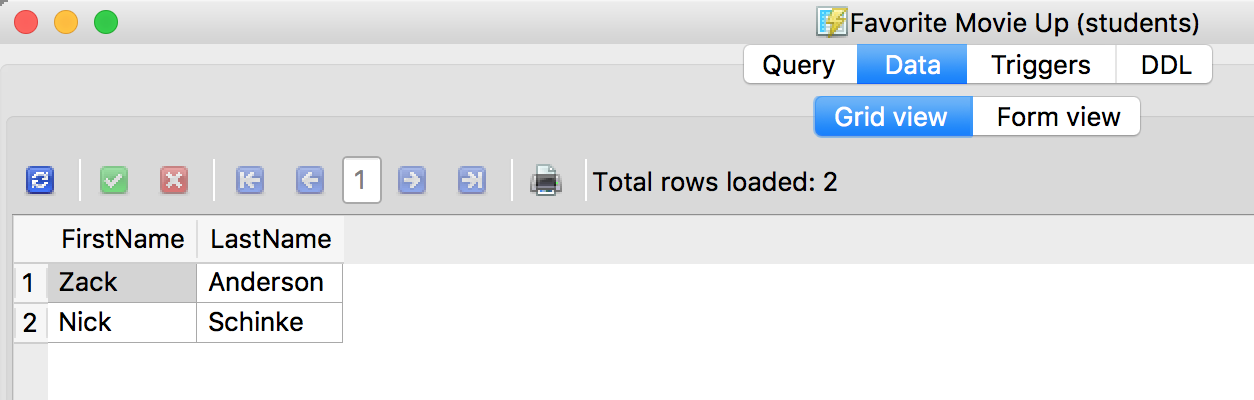 Favorite Movie Up (students)
Query Data Triggers DDL
Grid view Form view
1 Total rows loaded: 2
FirstName LastName
1 Zack Anderson
2 Nick Schinke